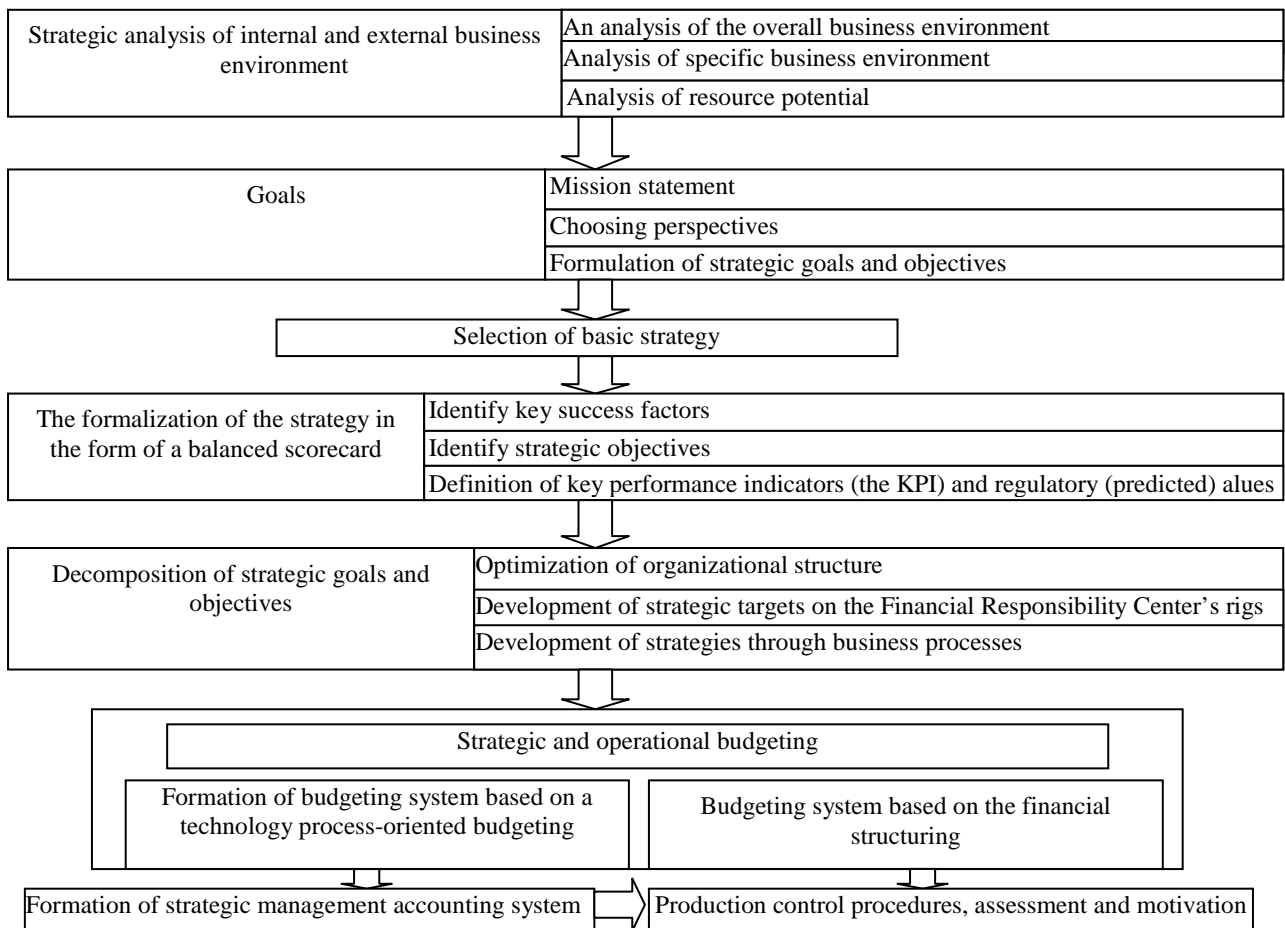 Strategic analysis of internal and external business
environment
An analysis of the overall business environment
Analysis of specific business environment
Analysis of resource potential
Goals
Mission statement
Choosing perspectives
Formulation of strategic goals and objectives
Selection of basic strategy
The formalization of the strategy in
the form of a balanced scorecard
Identify key success factors
Identify strategic objectives
Definition of key performance indicators (the KPI) and regulatory (predicted) alues
Decomposition of strategic goals and
objectives
Optimization of organizational structure
Development of strategic targets on the Financial Responsibility Center’s rigs
Development of strategies through business processes
Strategic and operational budgeting
Formation of budgeting system based on a
technology process-oriented budgeting
Budgeting system based on the financial
structuring
Formation of strategic management accounting system
Production control procedures, assessment and motivation